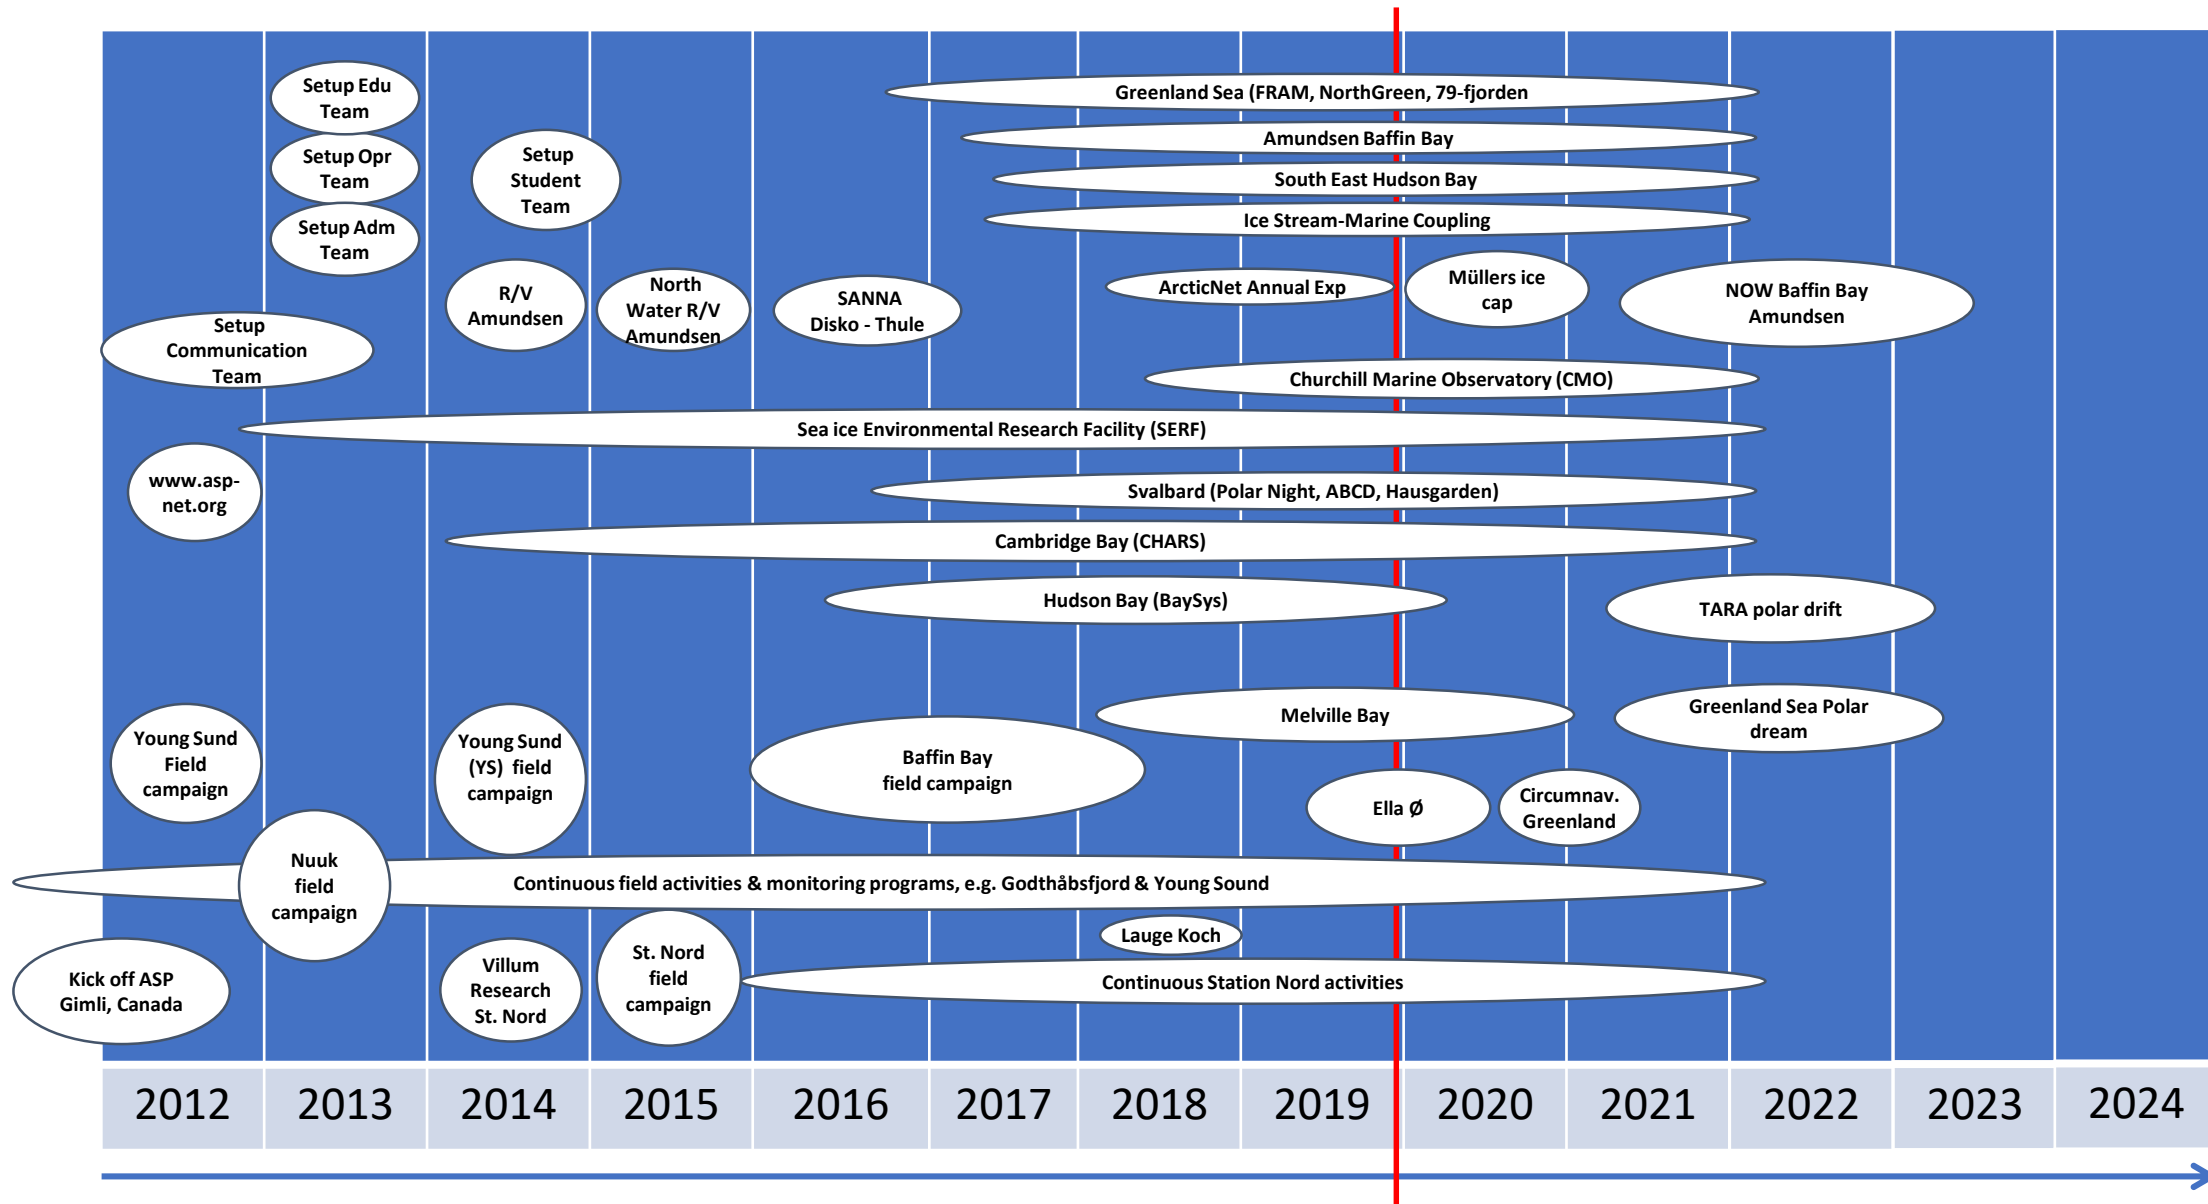 Setup Edu
Team
Greenland Sea (FRAM, NorthGreen, 79-fjorden
Amundsen Baffin Bay
Setup Opr
Team
Setup
Student
Team
South East Hudson Bay
Setup Adm
Team
Ice Stream-Marine Coupling
R/V
Amundsen
North
Water R/V
Amundsen
SANNA
Disko - Thule
ArcticNet Annual Exp
Müllers ice
cap
NOW Baffin Bay
Amundsen
Setup
Communication
Team
Churchill Marine Observatory (CMO)
Sea ice Environmental Research Facility (SERF)
www.asp-
net.org
Svalbard (Polar Night, ABCD, Hausgarden)
Cambridge Bay (CHARS)
Hudson Bay (BaySys)
TARA polar drift
Melville Bay
Greenland Sea Polar
dream
Young Sund
Field
campaign
Young Sund
(YS) field
campaign
Baffin Bay
field campaign
Ella Ø
Circumnav.
Greenland
Nuuk
field
campaign
Continuous field activities & monitoring programs, e.g. Godthåbsfjord & Young Sound
Lauge Koch
Kick off ASP
Gimli, Canada
Villum
Research
St. Nord
St. Nord
field
campaign
Continuous Station Nord activities
2012 2013 2014 2015 2016 2017 2018 2019 2020 2021 2022 2023 2024